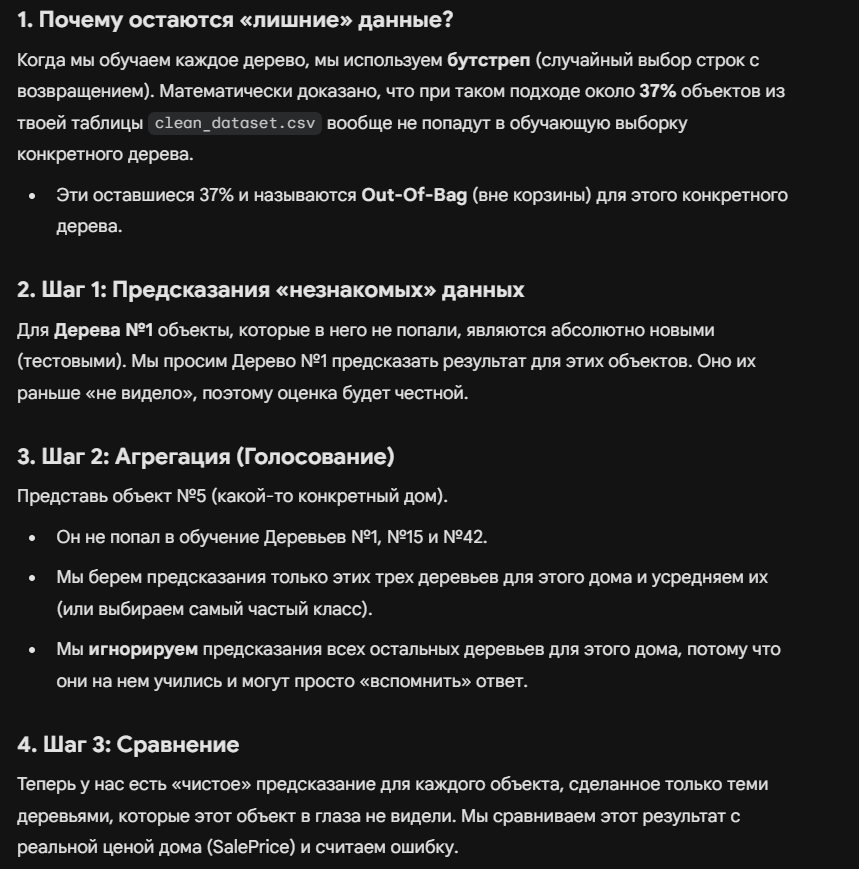 1. Почему остаются «лишние» данные?
Когда мы обучаем каждое дерево, мы используем бутстреп (случайный выбор строк с
возвращением). Математически доказано, что при таком подходе около 37% объектов из
твоей таблицы clean_dataset.csv вообще не попадут в обучающую выборку
конкретного дерева.
• Эти оставшиеся 37% и называются Out-Of-Bag (вне корзины) для этого конкретного
дерева.
2. Шаг 1: Предсказания «незнакомых» данных
Для Дерева №1 объекты, которые в него не попали, являются абсолютно новыми
(тестовыми). Мы просим Дерево №1 предсказать результат для этих объектов. Оно их
раньше «не видело», поэтому оценка будет честной.
3. Шаг 2: Агрегация (Голосование)
Представь объект №5 (какой-то конкретный дом).
• Он не попал в обучение Деревьев №1, №15 и №42.
• Мы берем предсказания только этих трех деревьев для этого дома и усредняем их
(или выбираем самый частый класс).
• Мы игнорируем предсказания всех остальных деревьев для этого дома, потому что
они на нем учились и могут просто «вспомнить» ответ.
4. Шаг 3: Сравнение
Теперь у нас есть «чистое» предсказание для каждого объекта, сделанное только теми
деревьями, которые этот объект в глаза не видели. Мы сравниваем этот результат с
реальной ценой дома (SalePrice) и считаем ошибку.